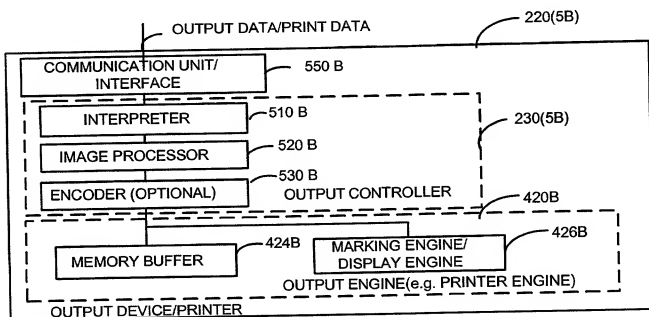 OUTPUT DATA/PRINT DATA
220(5B)
COMMUNICATION UNIT/
INTERFACE
550 B
INTERPRETER
510 B
230(5B)
IMAGE PROCESSOR
520 B
530 B
ENCODER (OPTIONAL)
OUTPUT CONTROLLER
420B
MEMORY BUFFER
424B
MARKING ENGINE/
DISPLAY ENGINE
426B
OUTPUT ENGINE(e.g. PRINTER ENGINE)
OUTPUT DEVICE/PRINTER